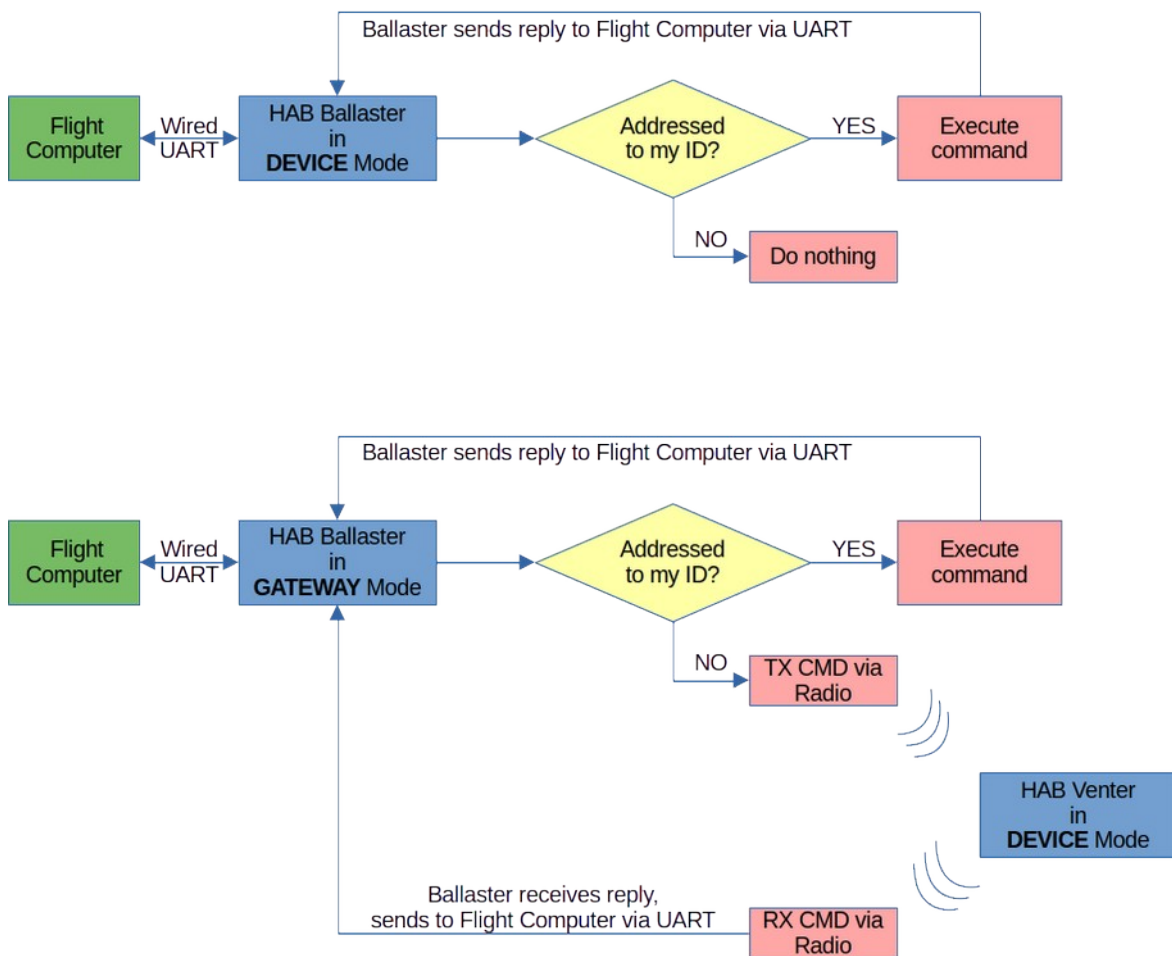 Ballaster sends reply to Flight Computer via UART
Flight
Computer
Wired
UART
HAB Ballaster
in
DEVICE Mode
Addressed
to my ID?
YES
Execute
command
NO
Do nothing
Ballaster sends reply to Flight Computer via UART
Flight
Computer
Wired
UART
HAB Ballaster
in
GATEWAY Mode
Addressed
to my ID?
YES
Execute
command
NO
TX CMD via
Radio
HAB Venter
in
DEVICE Mode
Ballaster receives reply,
sends to Flight Computer via UART
RX CMD via
Radio